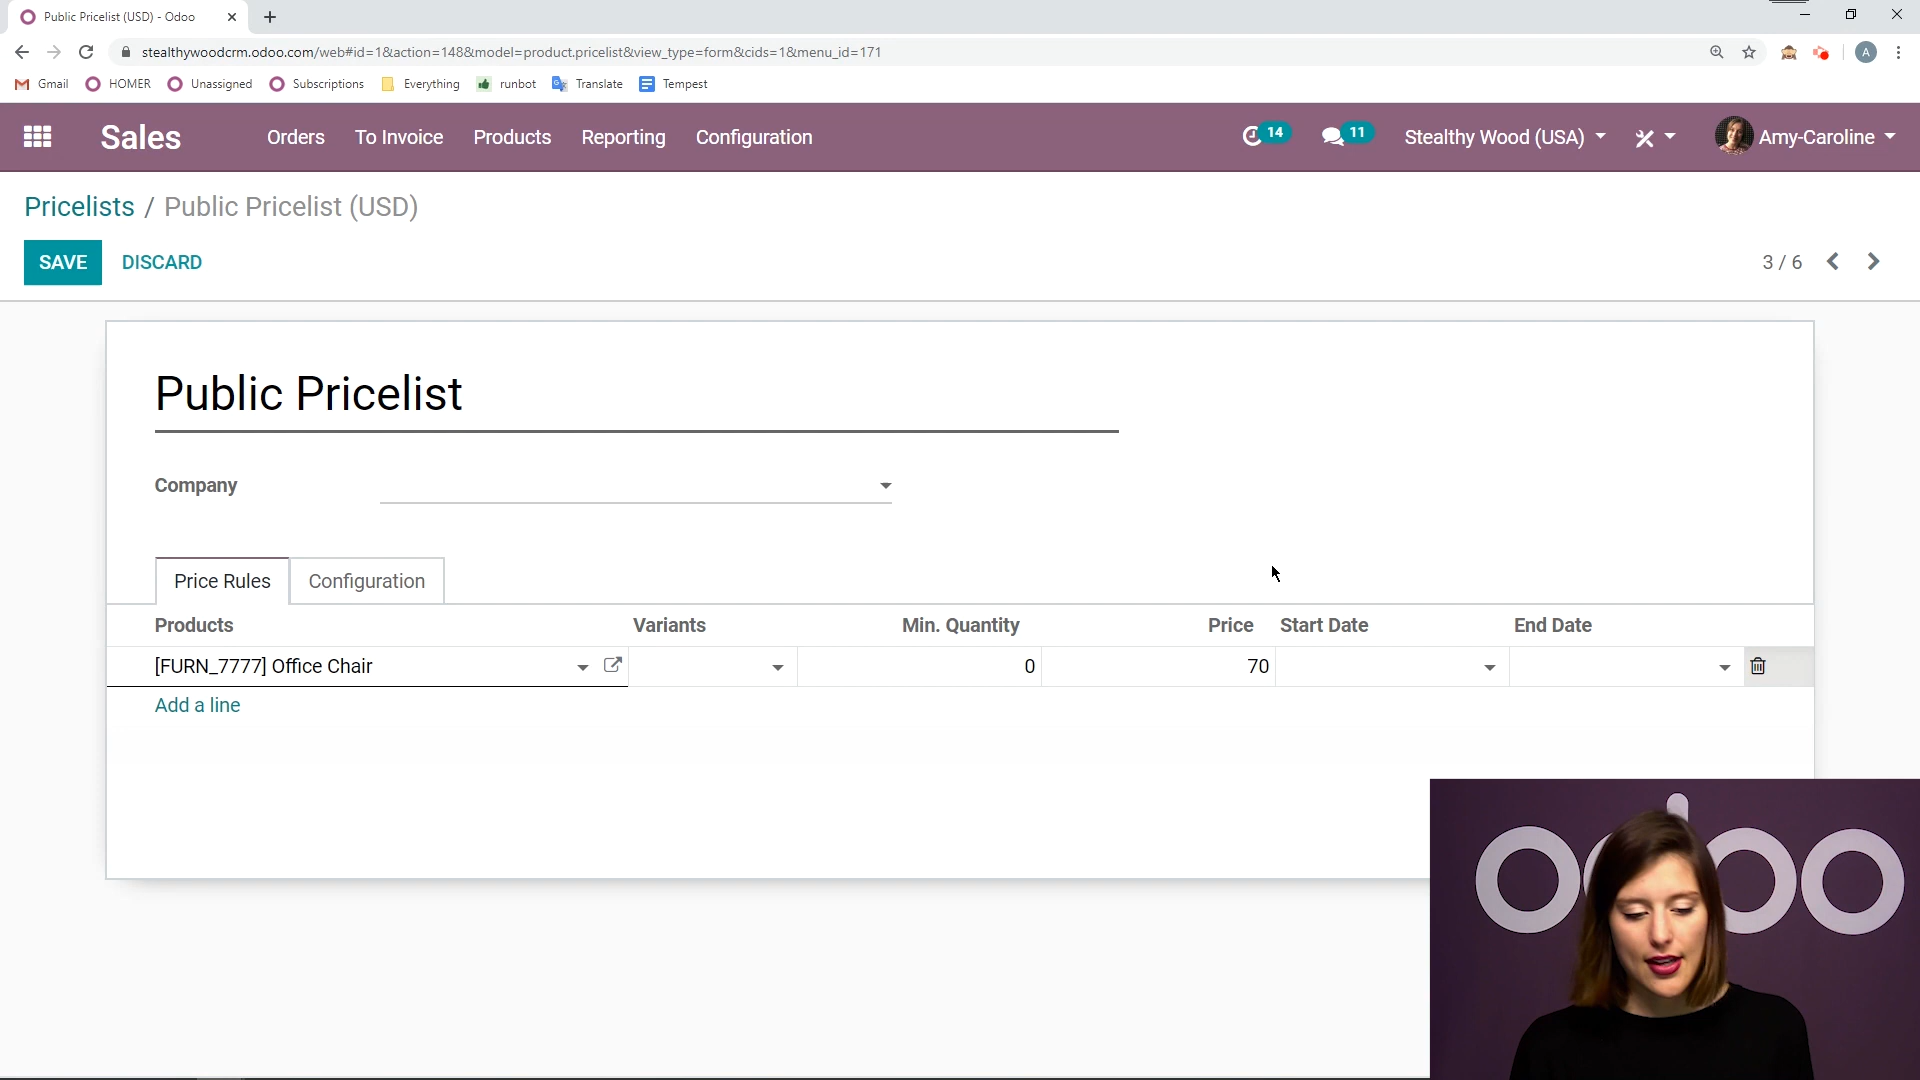 Public Pricelist (USD) - Odoo
stealthywoodcrm.odoo.com/web#id=1&action=148&model=product.pricelist&view_type=form&cids=1&menu_id=171
A
Gmail HOMER Unassigned Subscriptions Everything runbot Translate Tempest
Sales Orders To Invoice Products Reporting Configuration 14 11 Stealthy Wood (USA) Amy-Caroline
Pricelists / Public Pricelist (USD)
SAVE DISCARD 3 / 6
Public Pricelist
Company
Price Rules Configuration
Products Variants Min. Quantity Price Start Date End Date
[FURN_7777] Office Chair 0 70
Add a line
odoo